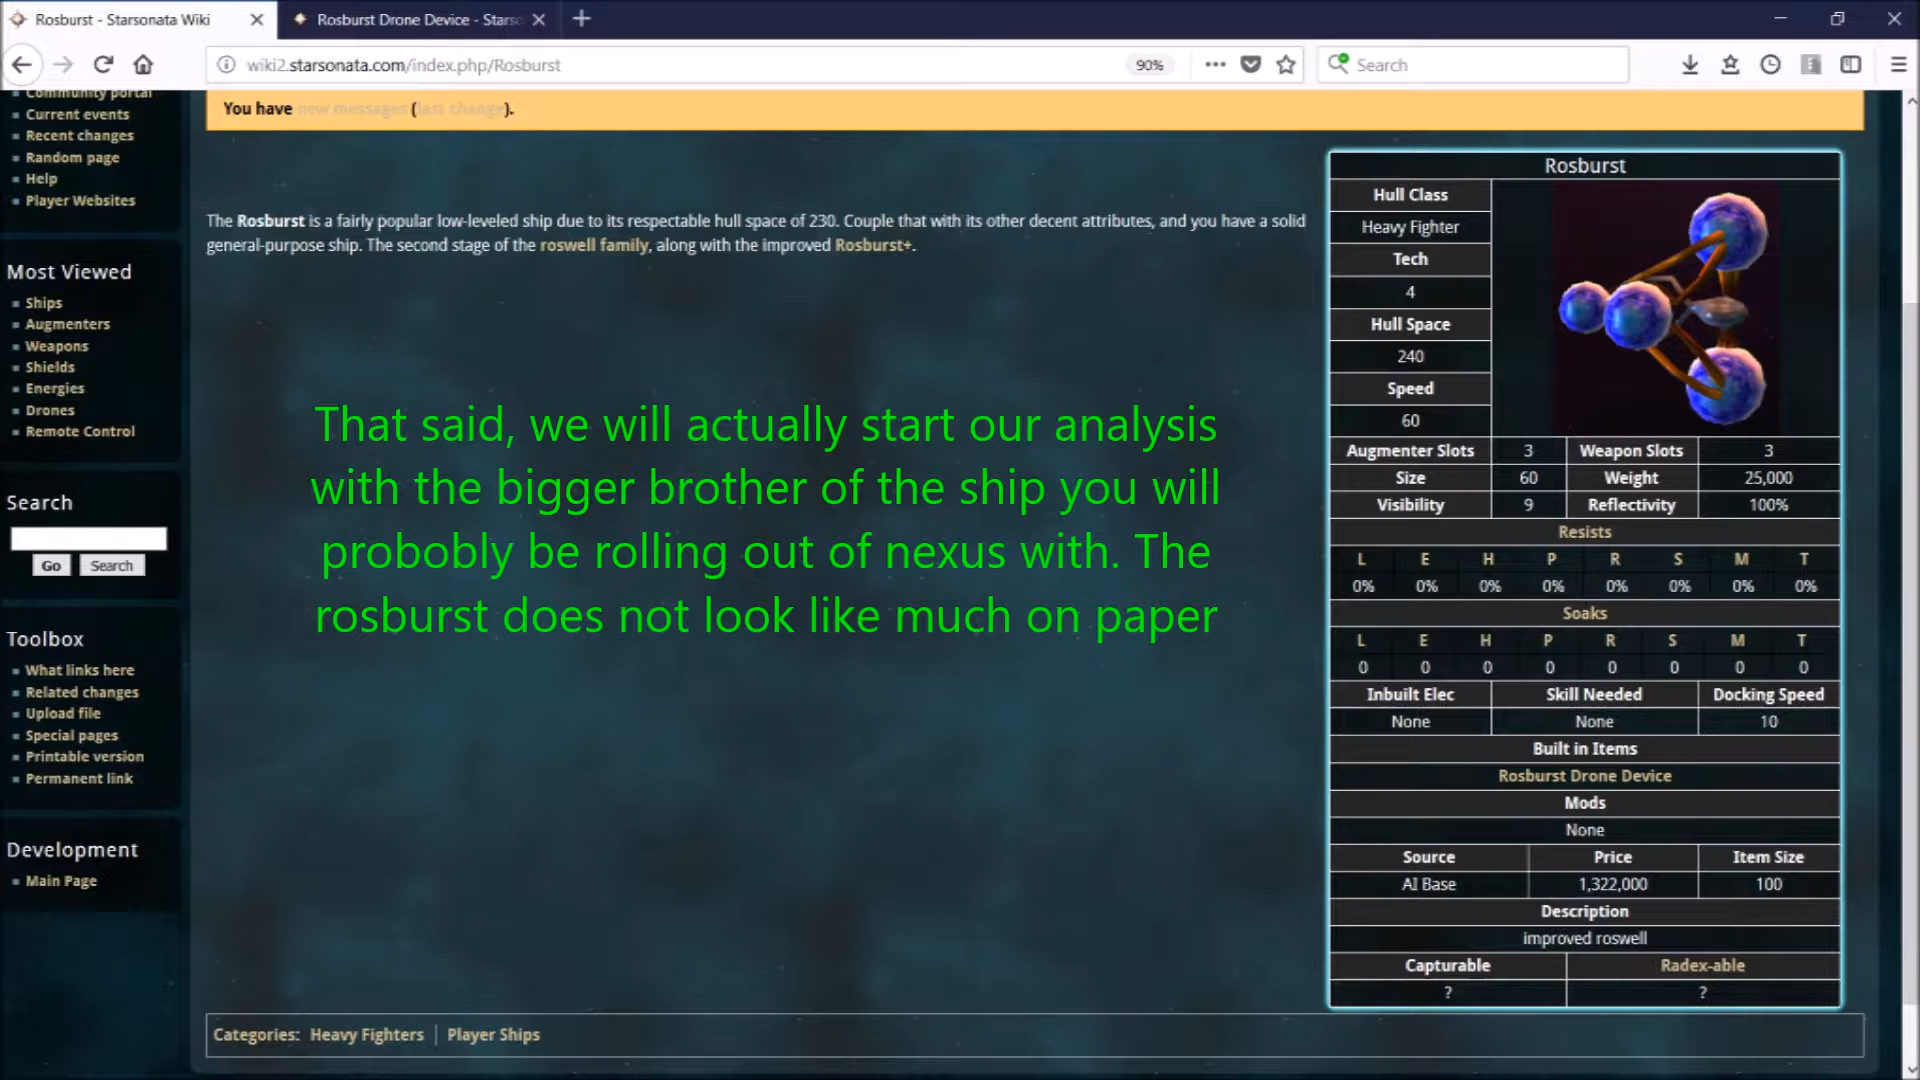 Rosburst - Starsonata Wiki
Rosburst Drone Device - Starso
wiki2.starsonata.com/index.php/Rosburst
90%
Search
Community portal
Current events
Recent changes
Random page
Help
Player Websites
Most Viewed
Ships
Augmenters
Weapons
Shields
Energies
Drones
Remote Control
Search
Go Search
Toolbox
What links here
Related changes
Upload file
Special pages
Printable version
Permanent link
Development
Main Page
You have new messages (last change).
The Rosburst is a fairly popular low-leveled ship due to its respectable hull space of 230. Couple that with its other decent attributes, and you have a solid
general-purpose ship. The second stage of the roswell family, along with the improved Rosburst+.
That said, we will actually start our analysis
with the bigger brother of the ship you will
probobly be rolling out of nexus with. The
rosburst does not look like much on paper
Rosburst
Hull Class
Heavy Fighter
Tech
4
Hull Space
240
Speed
60
Augmenter Slots 3 Weapon Slots 3
Size 60 Weight 25,000
Visibility 9 Reflectivity 100%
Resists
L E H P R S M T
0% 0% 0% 0% 0% 0% 0% 0%
Soaks
L E H P R S M T
0 0 0 0 0 0 0 0
Inbuilt Elec Skill Needed Docking Speed
None None 10
Built in Items
Rosburst Drone Device
Mods
None
Source Price Item Size
AI Base 1,322,000 100
Description
improved roswell
Capturable Radex-able
? ?
Categories: Heavy Fighters | Player Ships